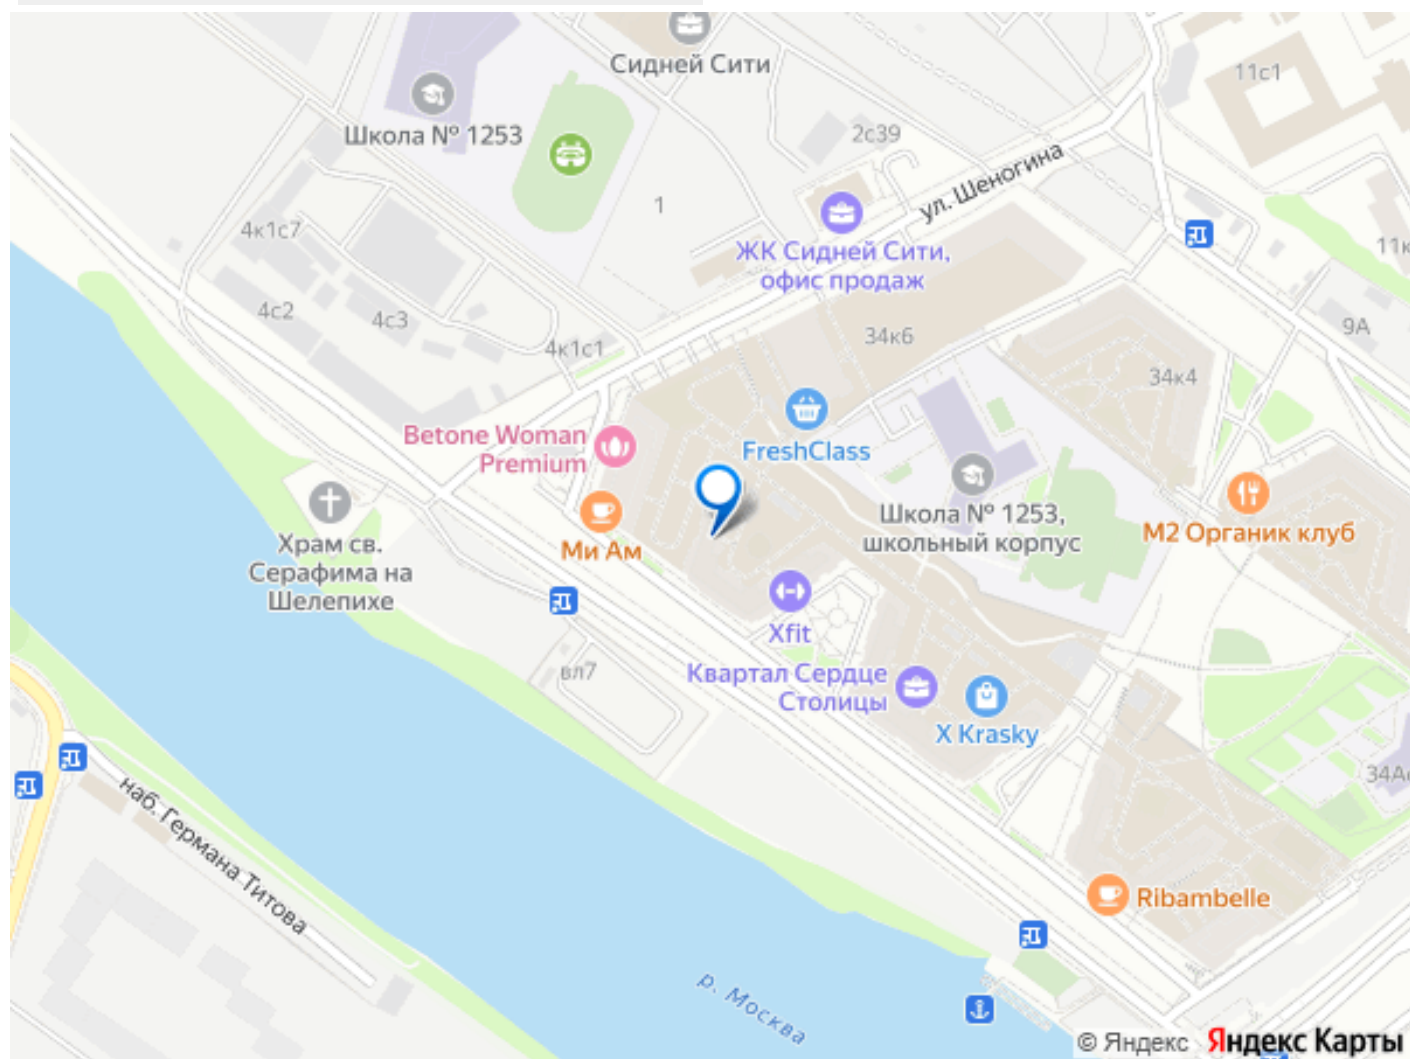 Сидней Сити
11с1
Школа № 1253
2с39
ул. Шеногина
1
4к1с7
ЖК Сидней Сити,
офис продаж
11к
4с2
4с3
4к1с1
34к6
9А
34к4
Betone Woman
Premium
FreshClass
Школа № 1253,
школьный корпус
М2 Органик клуб
Ми Ам
Храм св.
Серафима на
Шелепихе
Xfit
вл7
Квартал Сердце
Столицы
X Krasky
34А
наб. Германа Титова
Ribambelle
р. Москва
© Яндекс Яндекс Карты